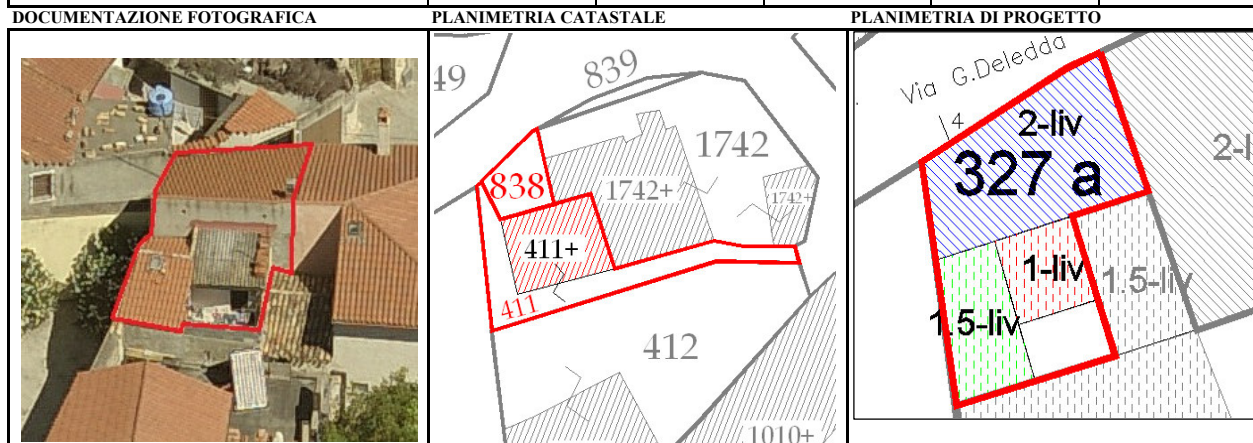 DOCUMENTAZIONE FOTOGRAFICA
PLANIMETRIA CATASTALE
PLANIMETRIA DI PROGETTO
839
1742
838
1742+
1742+
411+
411
412
1010+
Via G.Deledda
4
2-liv
327 a
1-liv
1.5-liv
1.5-liv